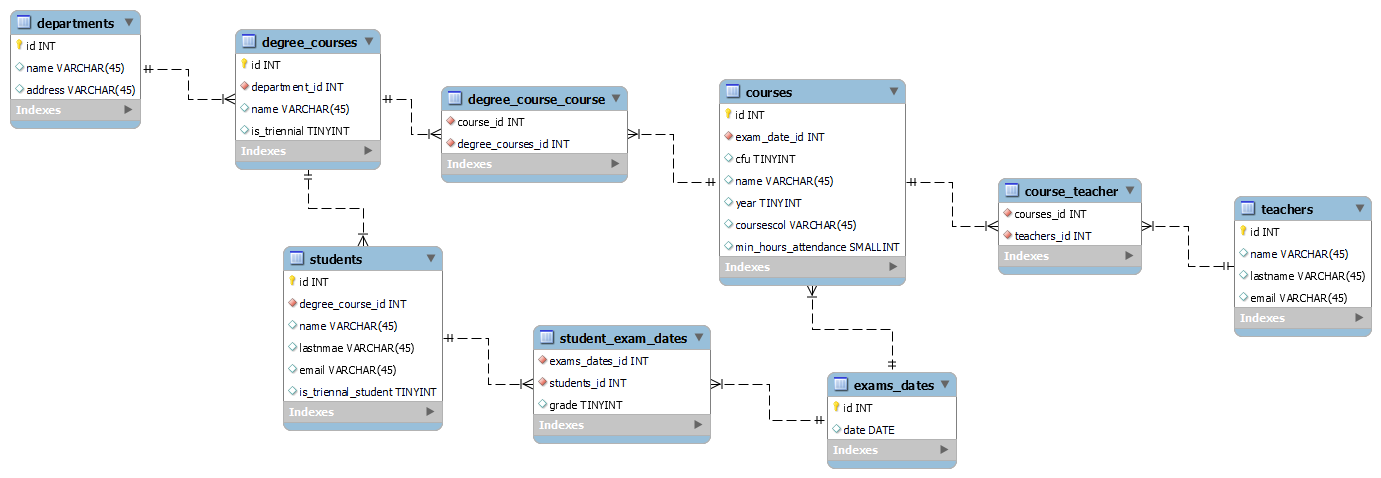 departments
id INT
name VARCHAR(45)
address VARCHAR(45)
Indexes
degree_courses
id INT
department_id INT
name VARCHAR(45)
is_triennial TINYINT
Indexes
degree_course_course
course_id INT
degree_courses_id INT
Indexes
courses
id INT
exam_date_id INT
cfu TINYINT
name VARCHAR(45)
year TINYINT
coursescol VARCHAR(45)
min_hours_attendance SMALLINT
Indexes
course_teacher
courses_id INT
teachers_id INT
Indexes
teachers
id INT
name VARCHAR(45)
lastname VARCHAR(45)
email VARCHAR(45)
Indexes
students
id INT
degree_course_id INT
name VARCHAR(45)
lastnmae VARCHAR(45)
email VARCHAR(45)
is_triennal_student TINYINT
Indexes
student_exam_dates
exams_dates_id INT
students_id INT
grade TINYINT
Indexes
exams_dates
id INT
date DATE
Indexes